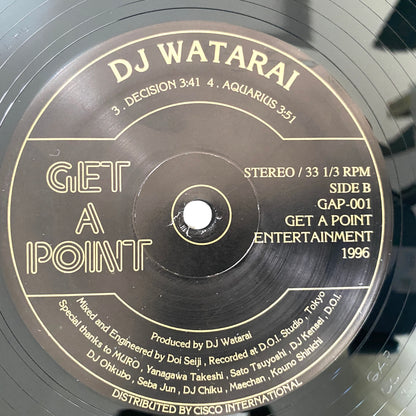 DJ WATARAI
3. DECISION 3:41 4. AQUARIUS 3:51
GET
A
POINT
STEREO / 33 1/3 RPM
SIDE B
GAP-001
GET A POINT
ENTERTAINMENT
1996
Produced by DJ Watarai
Mixed and Engineered by Doi Seiji , Recorded at D.O.I. Studio , Tokyo
Special thanks to MURO , Yanagawa Takeshi , Sato Tsuyoshi , DJ Kensei , D.O.I.
DJ Ohkubo , Seba Jun , DJ Chiku , Maechan , Kouno Shinichi
DISTRIBUTED BY CISCO INTERNATIONAL